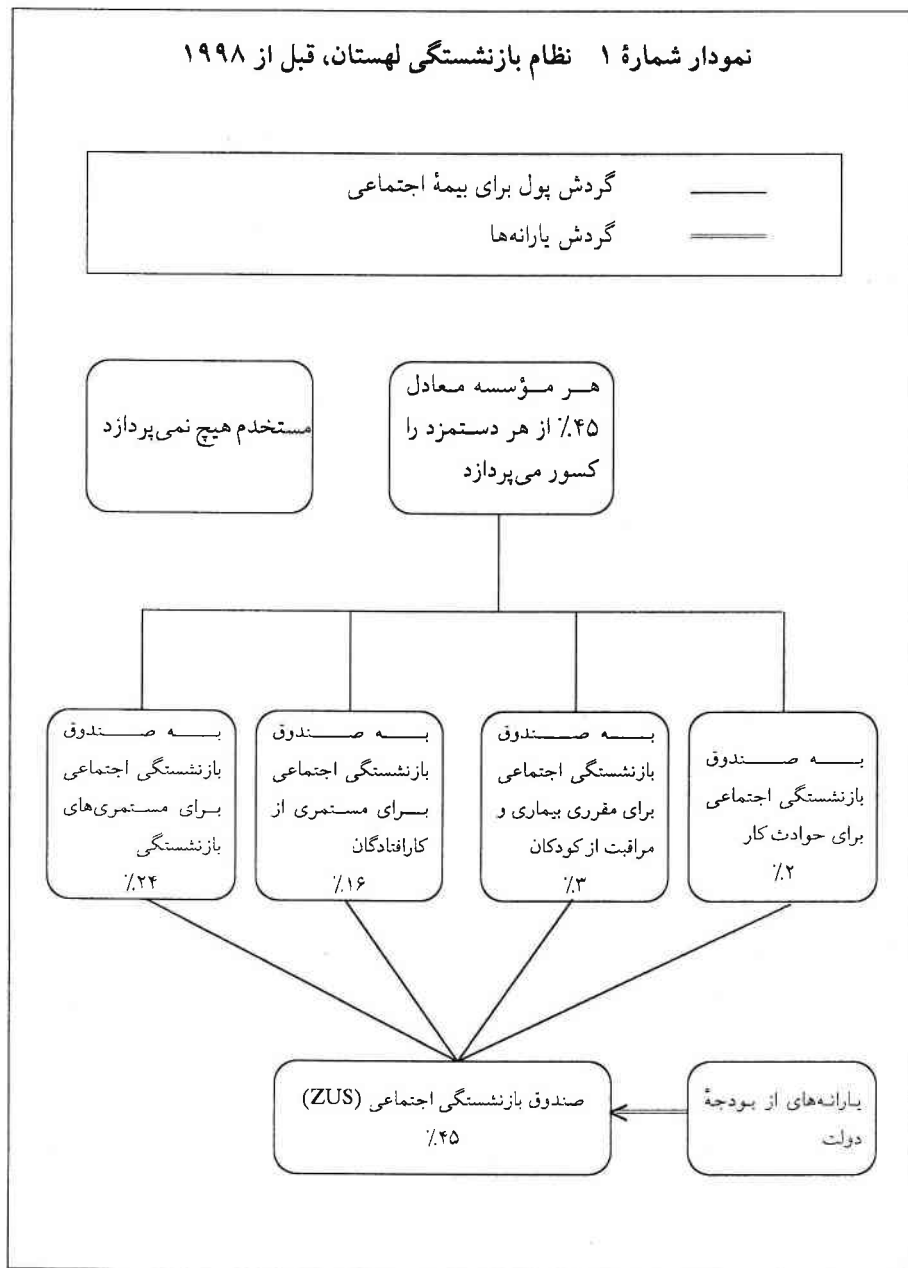 نمودار شمارهٔ ۱ نظام بازنشستگی لهستان، قبل از ۱۹۹۸
گردش پول برای بیمهٔ اجتماعی
گردش یارانه‌ها
هر مؤسسه معادل
۴۵٪ از هر دستمزد را
کسور می‌پردازد
مستخدم هیچ نمی‌پردازد
به صندوق
بازنشستگی اجتماعی
برای حوادث کار
۲٪
به صندوق
بازنشستگی اجتماعی
برای مقرری بیماری و
مراقبت از کودکان
۳٪
به صندوق
بازنشستگی اجتماعی
برای مستمری از
کارافتادگان
۱۶٪
به صندوق
بازنشستگی اجتماعی
برای مستمری‌های
بازنشستگی
۲۴٪
صندوق بازنشستگی اجتماعی (ZUS)
۴۵٪
یارانه‌های از بودجهٔ
دولت